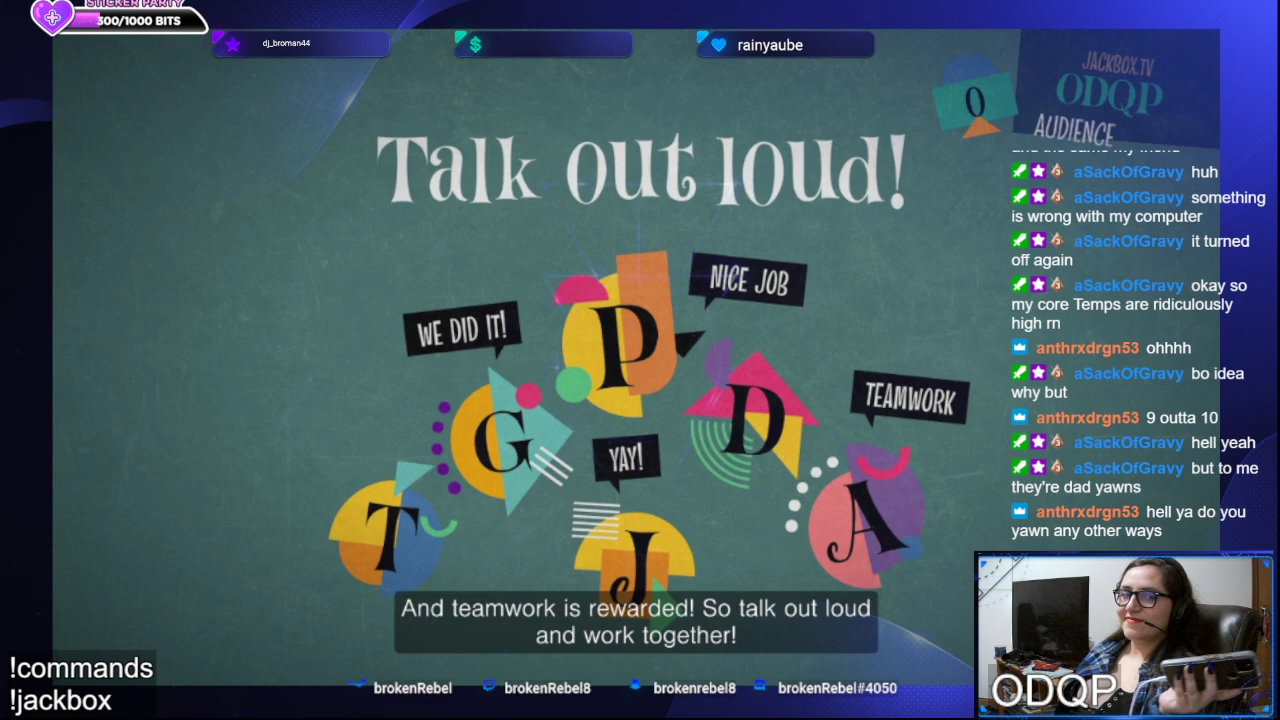 STICKER PARTY
300/1000 BITS
dj_broman44
$
rainyaube
JACKBOX.TV
ODQP
0
AUDIENCE
Talk out loud!
NICE JOB
WE DID IT!
P
TEAMWORK
D
G
YAY!
T
J
A
And teamwork is rewarded! So talk out loud
and work together!
aSackOfGravy huh
aSackOfGravy something
is wrong with my computer
aSackOfGravy it turned
off again
aSackOfGravy okay so
my core Temps are ridiculously
high rn
anthrxdrgn53 ohhhh
aSackOfGravy bo idea
why but
anthrxdrgn53 9 outta 10
aSackOfGravy hell yeah
aSackOfGravy but to me
they're dad yawns
anthrxdrgn53 hell ya do you
yawn any other ways
!commands
!jackbox
brokenRebel
brokenRebel8
brokenrebel8
brokenRebel#4050
ODQP